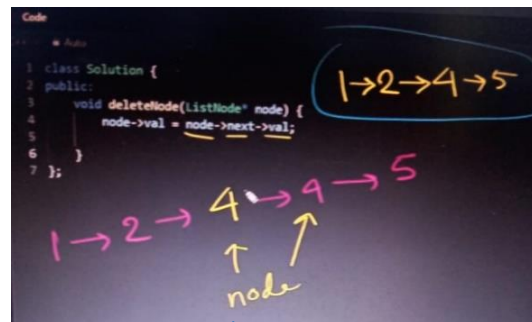 Code
Auto
1 class Solution {
2 public:
3 void deleteNode(ListNode* node) {
4 node->val = node->next->val;
5
6 }
7 };
1→2→4→5
1→2→4→4→5
node